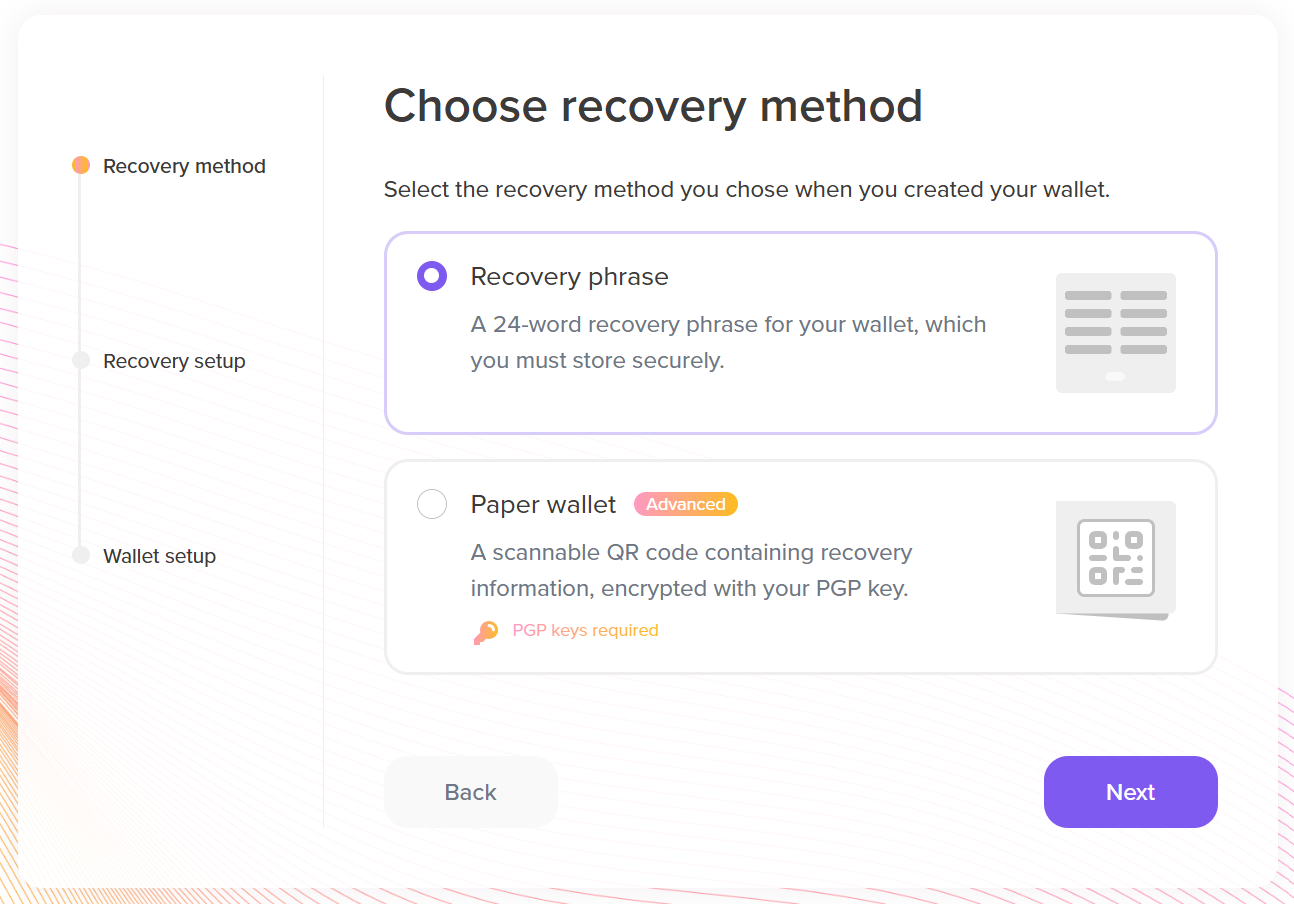 Choose recovery method
Recovery method
Select the recovery method you chose when you created your wallet.
Recovery phrase
A 24-word recovery phrase for your wallet, which
you must store securely.
Recovery setup
Paper wallet Advanced
A scannable QR code containing recovery
information, encrypted with your PGP key.
PGP keys required
Wallet setup
Back
Next